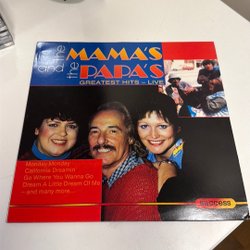 MAMA'S
and the PAPA'S
GREATEST HITS – LIVE
Monday Monday
California Dreamin'
Go Where You Wanna Go
Dream A Little Dream Of Me
– and many more...
success